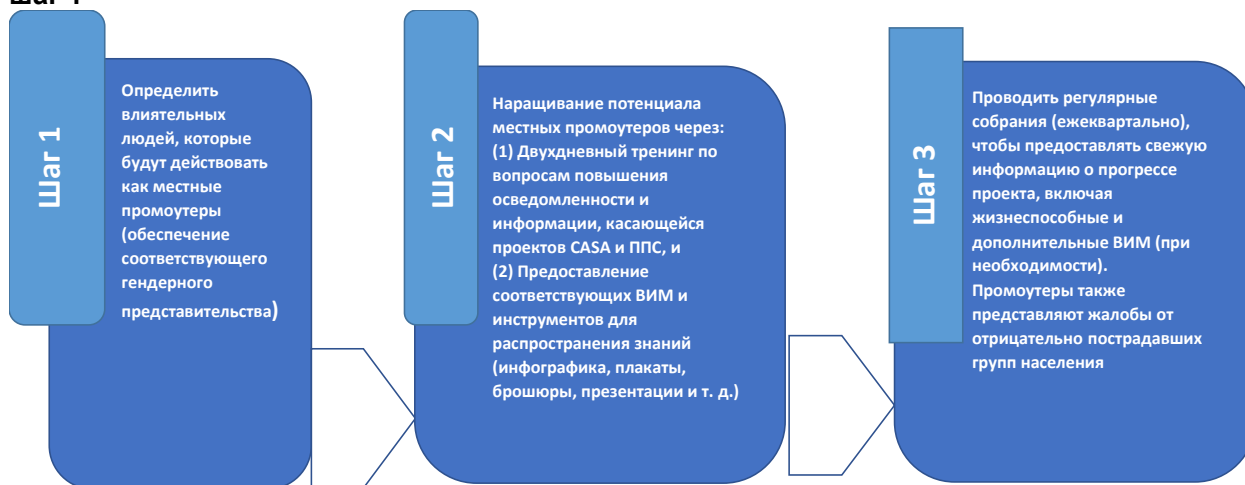 Шаг 1
Определить
влиятельных
людей, которые
будут действовать
как местные
промоутеры
(обеспечение
соответствующего
гендерного
представительства)
Шаг 2
Наращивание потенциала
местных промоутеров через:
(1) Двухдневный тренинг по
вопросам повышения
осведомленности и
информации, касающейся
проектов CASA и ППС, и
(2) Предоставление
соответствующих ВИМ и
инструментов для
распространения знаний
(инфографика, плакаты,
брошюры, презентации и т. д.)
Шаг 3
Проводить регулярные
собрания (ежеквартально),
чтобы предоставлять свежую
информацию о прогрессе
проекта, включая
жизнеспособные и
дополнительные ВИМ (при
необходимости).
Промоутеры также
представляют жалобы от
отрицательно пострадавших
групп населения